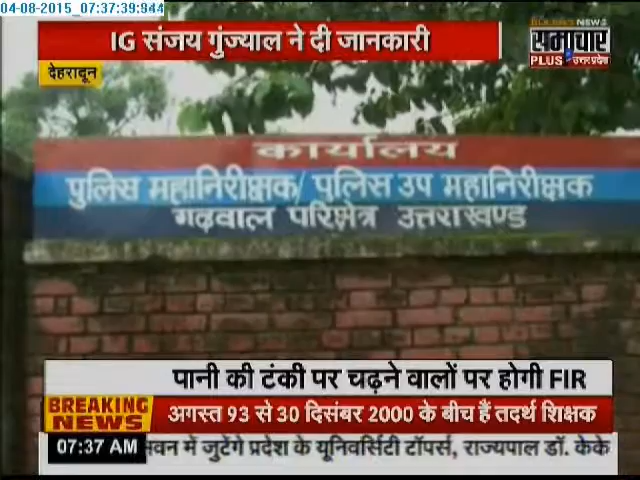 04-08-2015_07:37:39:944
IG संजय गुंज्याल ने दी जानकारी
NEWS
समाचार
PLUS उत्तर प्रदेश
देहरादून
कार्यालय
पुलिस महानिरीक्षक/ पुलिस उप महानिरीक्षक
गढ़वाल परिक्षेत्र उत्तराखण्ड
पानी की टंकी पर चढ़ने वालों पर होगी FIR
BREAKING NEWS
अगस्त 93 से 30 दिसंबर 2000 के बीच हैं तदर्थ शिक्षक
07:37 AM
में जुटेंगे प्रदेश के यूनिवर्सिटी टॉपर्स, राज्यपाल डॉ. केके